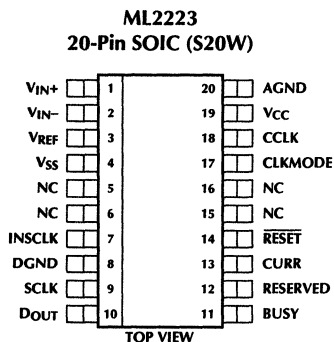 ML2223
20-Pin SOIC (S20W)
VIN+ 1 20 AGND
VIN− 2 19 VCC
VREF 3 18 CCLK
VSS 4 17 CLKMODE
NC 5 16 NC
NC 6 15 NC
INSCLK 7 14 RESET
DGND 8 13 CURR
SCLK 9 12 RESERVED
DOUT 10 11 BUSY
TOP VIEW